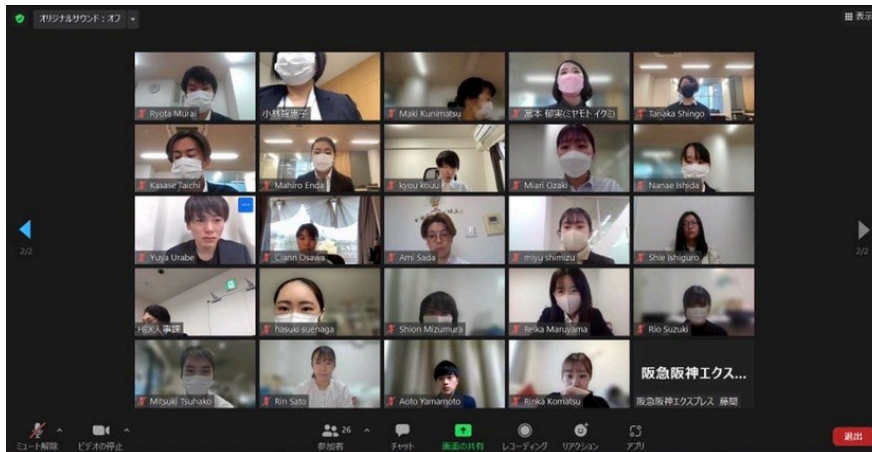 オリジナルサウンド：オフ
表示
Ryota Murai
小林智恵子
Maki Kunimatsu
宮本 郁実(ミヤモト イクミ)
Tanaka Shingo
Kasase Taichi
Mahiro Enda
kyou kouu
Miari Ozaki
Nanae Ishida
Yuya Urabe
Ciann Osawa
Ami Sada
miyu shimizu
Shie Ishiguro
2/2
2/2
HEX人事課
hasuki suenaga
Shion Mizumura
Reika Maruyama
Rio Suzuki
Mitsuki Tsuhako
Rin Sato
Aoto Yamamoto
Rinka Komatsu
阪急阪神エクス...
阪急阪神エクスプレス 藤間
ミュート解除
ビデオの停止
26
参加者
チャット
画面の共有
レコーディング
リアクション
アプリ
退出